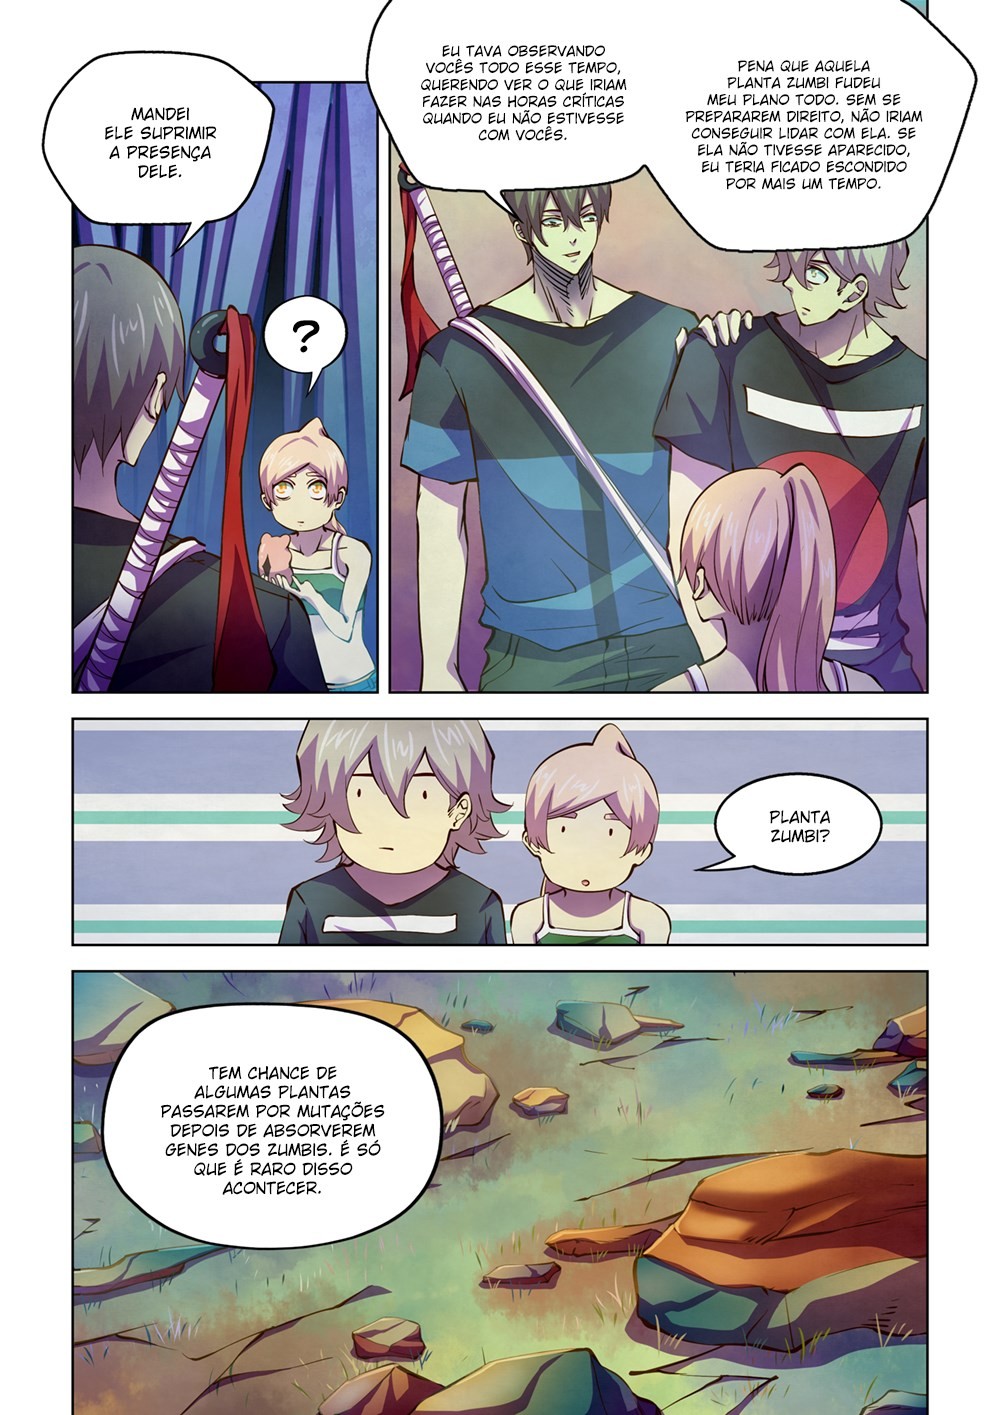 MANDEI
ELE SUPRIMIR
A PRESENÇA
DELE.
?
EU TAVA OBSERVANDO
VOCÊS TODO ESSE TEMPO,
QUERENDO VER O QUE IRIAM
FAZER NAS HORAS CRÍTICAS
QUANDO EU NÃO ESTIVESSE
COM VOCÊS.
PENA QUE AQUELA
PLANTA ZUMBI FUDEU
MEU PLANO TODO. SEM SE
PREPARAREM DIREITO, NÃO IRIAM
CONSEGUIR LIDAR COM ELA. SE
ELA NÃO TIVESSE APARECIDO,
EU TERIA FICADO ESCONDIDO
POR MAIS UM TEMPO.
PLANTA
ZUMBI?
TEM CHANCE DE
ALGUMAS PLANTAS
PASSAREM POR MUTAÇÕES
DEPOIS DE ABSORVEREM
GENES DOS ZUMBIS. É SÓ
QUE É RARO DISSO
ACONTECER.